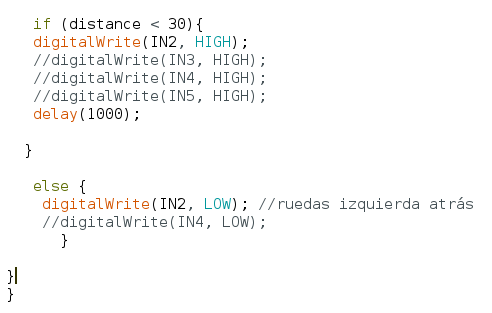 if (distance < 30){
digitalWrite(IN2, HIGH);
//digitalWrite(IN3, HIGH);
//digitalWrite(IN4, HIGH);
//digitalWrite(IN5, HIGH);
delay(1000);
}
else {
digitalWrite(IN2, LOW); //ruedas izquierda atrás
//digitalWrite(IN4, LOW);
}
}
}